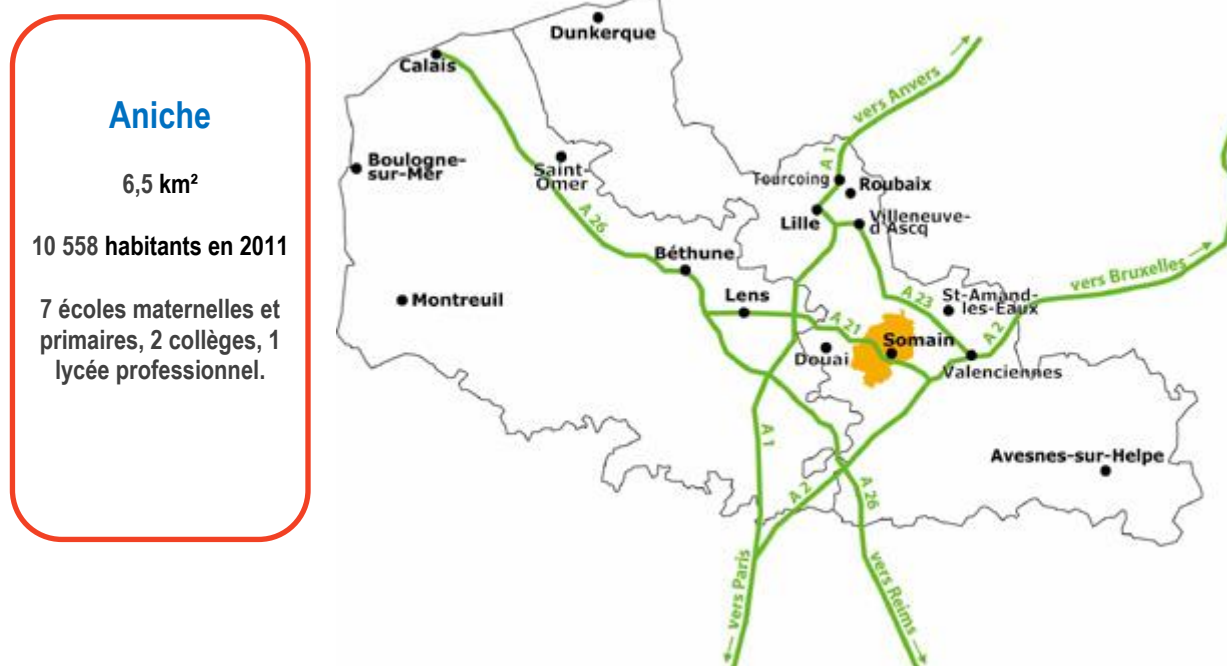 Aniche
6,5 km²
10 558 habitants en 2011
7 écoles maternelles et
primaires, 2 collèges, 1
lycée professionnel.
Dunkerque
Calais
vers Anvers
A 1
Boulogne-
sur-Mer
Saint-
Omer
Tourcoing
Roubaix
A 26
Lille
Villeneuve-
d'Ascq
Béthune
vers Bruxelles
Montreuil
Lens
A 23
St-Amand-
les-Eaux
A 21
Somain
A 2
Douai
Valenciennes
A 1
Avesnes-sur-Helpe
A 2
A 26
vers Paris
vers Reims